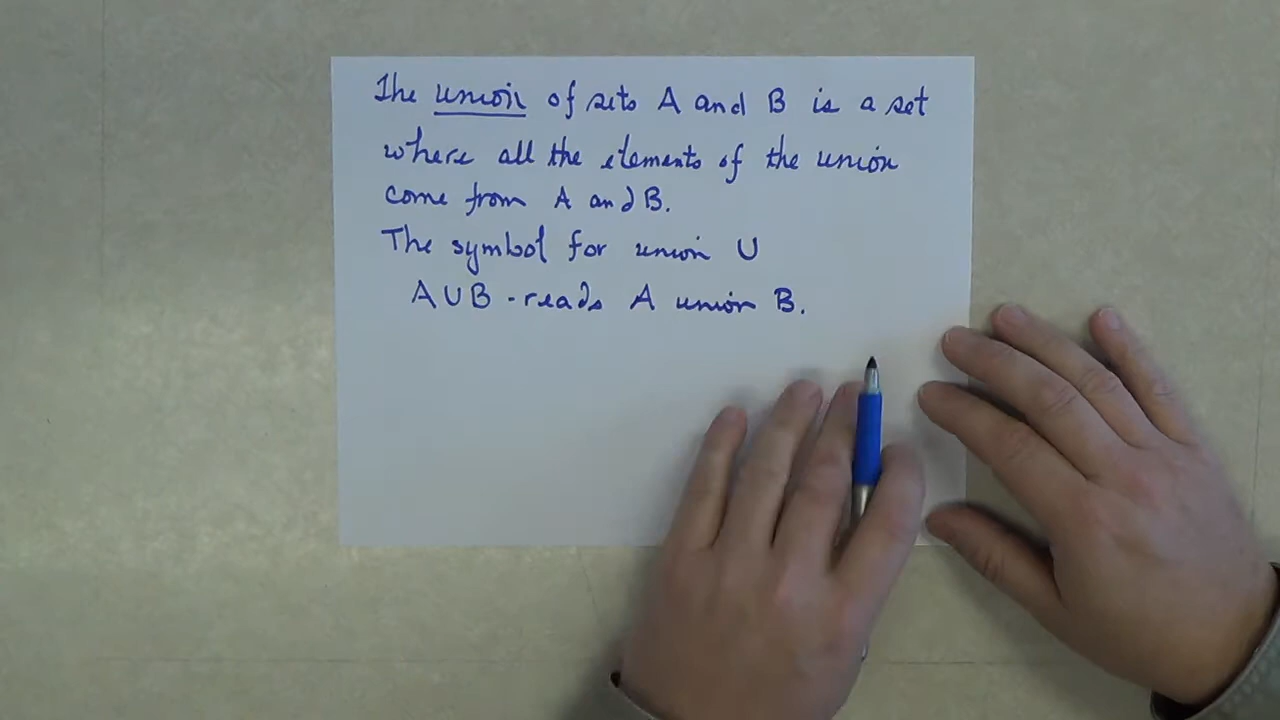 The union of sets A and B is a set
where all the elements of the union
come from A and B.
The symbol for union ∪
A∪B - reads A union B.